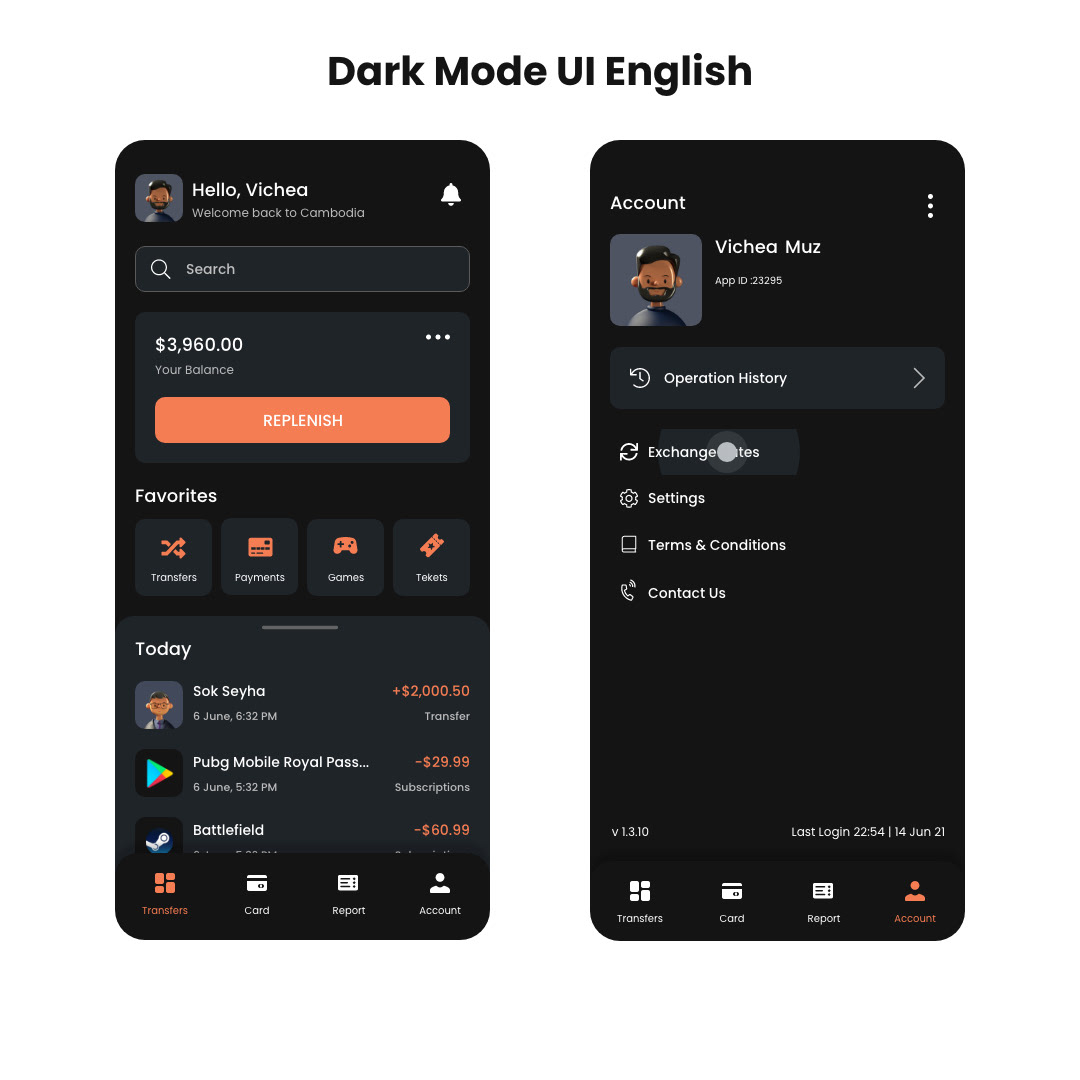 Dark Mode UI English
Hello, Vichea
Welcome back to Cambodia
Search
$3,960.00
Your Balance
REPLENISH
Favorites
Transfers Payments Games Tekets
Today
Sok Seyha +$2,000.50
6 June, 6:32 PM Transfer
Pubg Mobile Royal Pass... -$29.99
6 June, 5:32 PM Subscriptions
Battlefield -$60.99
Transfers Card Report Account
Account
Vichea Muz
App ID :23295
Operation History
Exchange
Settings
Terms & Conditions
Contact Us
v 1.3.10 Last Login 22:54 | 14 Jun 21
Transfers Card Report Account